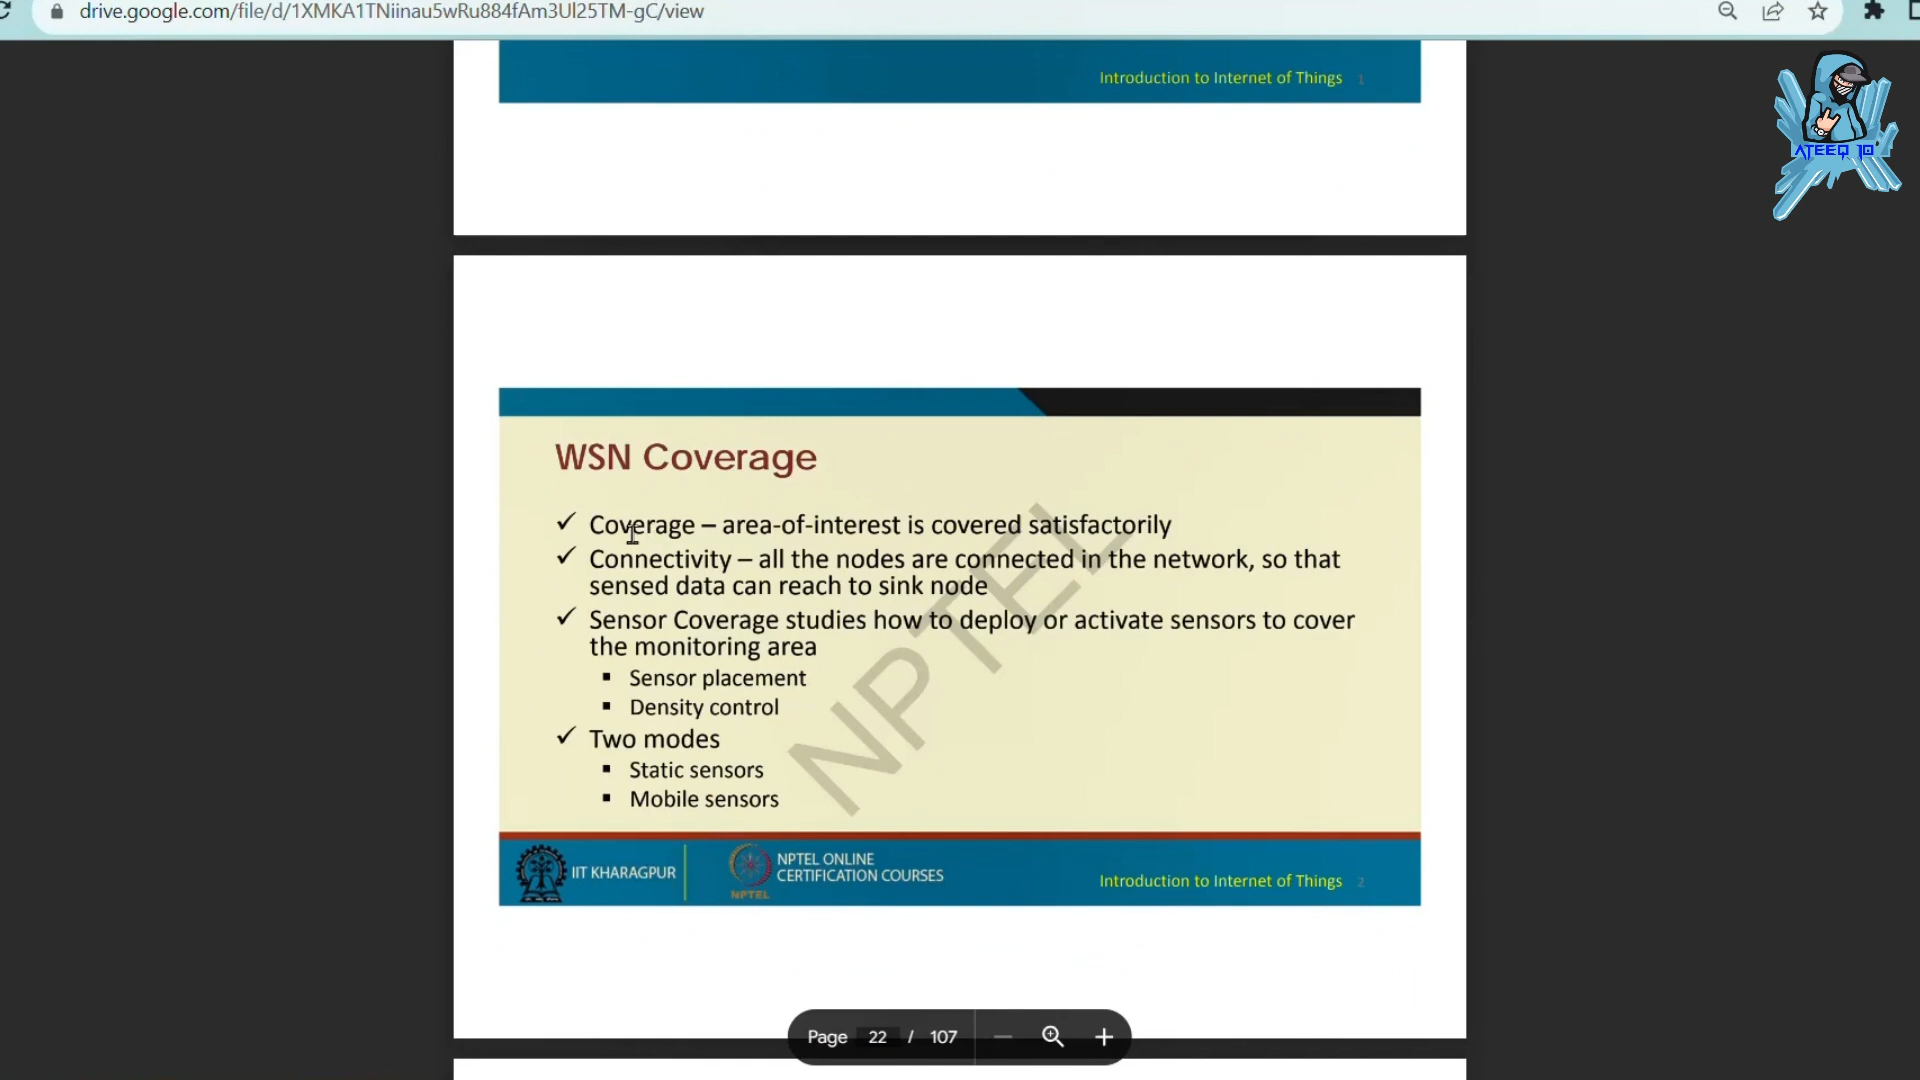 drive.google.com/file/d/1XMKA1TNiinau5wRu884fAm3Ul25TM-gC/view
Introduction to Internet of Things 1
ATEEQ 10
WSN Coverage
✓ Coverage – area-of-interest is covered satisfactorily
✓ Connectivity – all the nodes are connected in the network, so that
sensed data can reach to sink node
✓ Sensor Coverage studies how to deploy or activate sensors to cover
the monitoring area
▪ Sensor placement
▪ Density control
✓ Two modes
▪ Static sensors
▪ Mobile sensors
NPTEL
IIT KHARAGPUR
NPTEL
NPTEL ONLINE
CERTIFICATION COURSES
Introduction to Internet of Things 2
Page 22 / 107